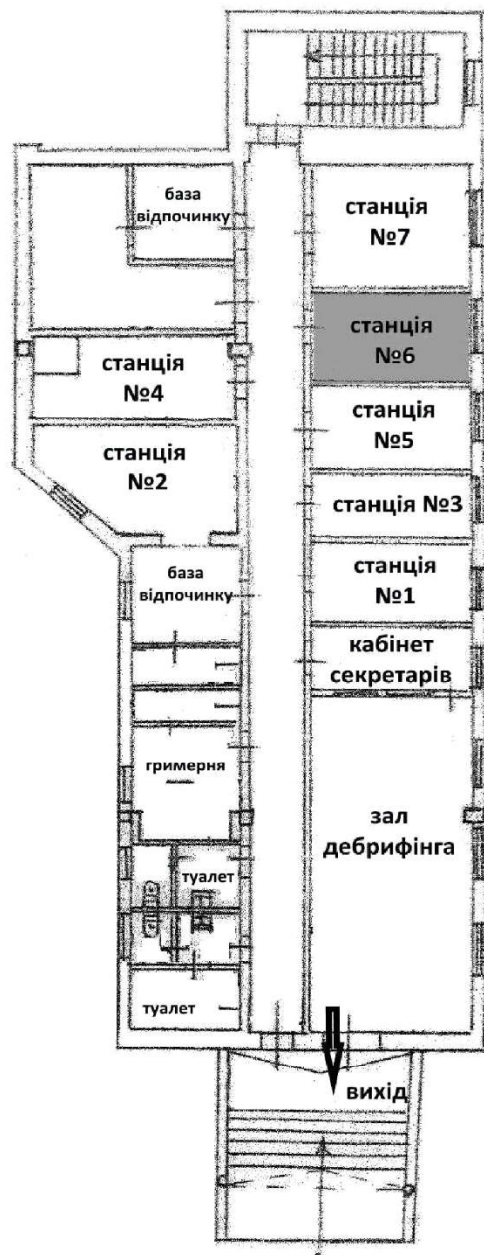 база
відпочинку
станція
№7
станція
№6
станція
№4
станція
№5
станція
№2
станція №3
база
відпочинку
станція
№1
кабінет
секретарів
гримерня
зал
дебрифінга
туалет
туалет
вихід